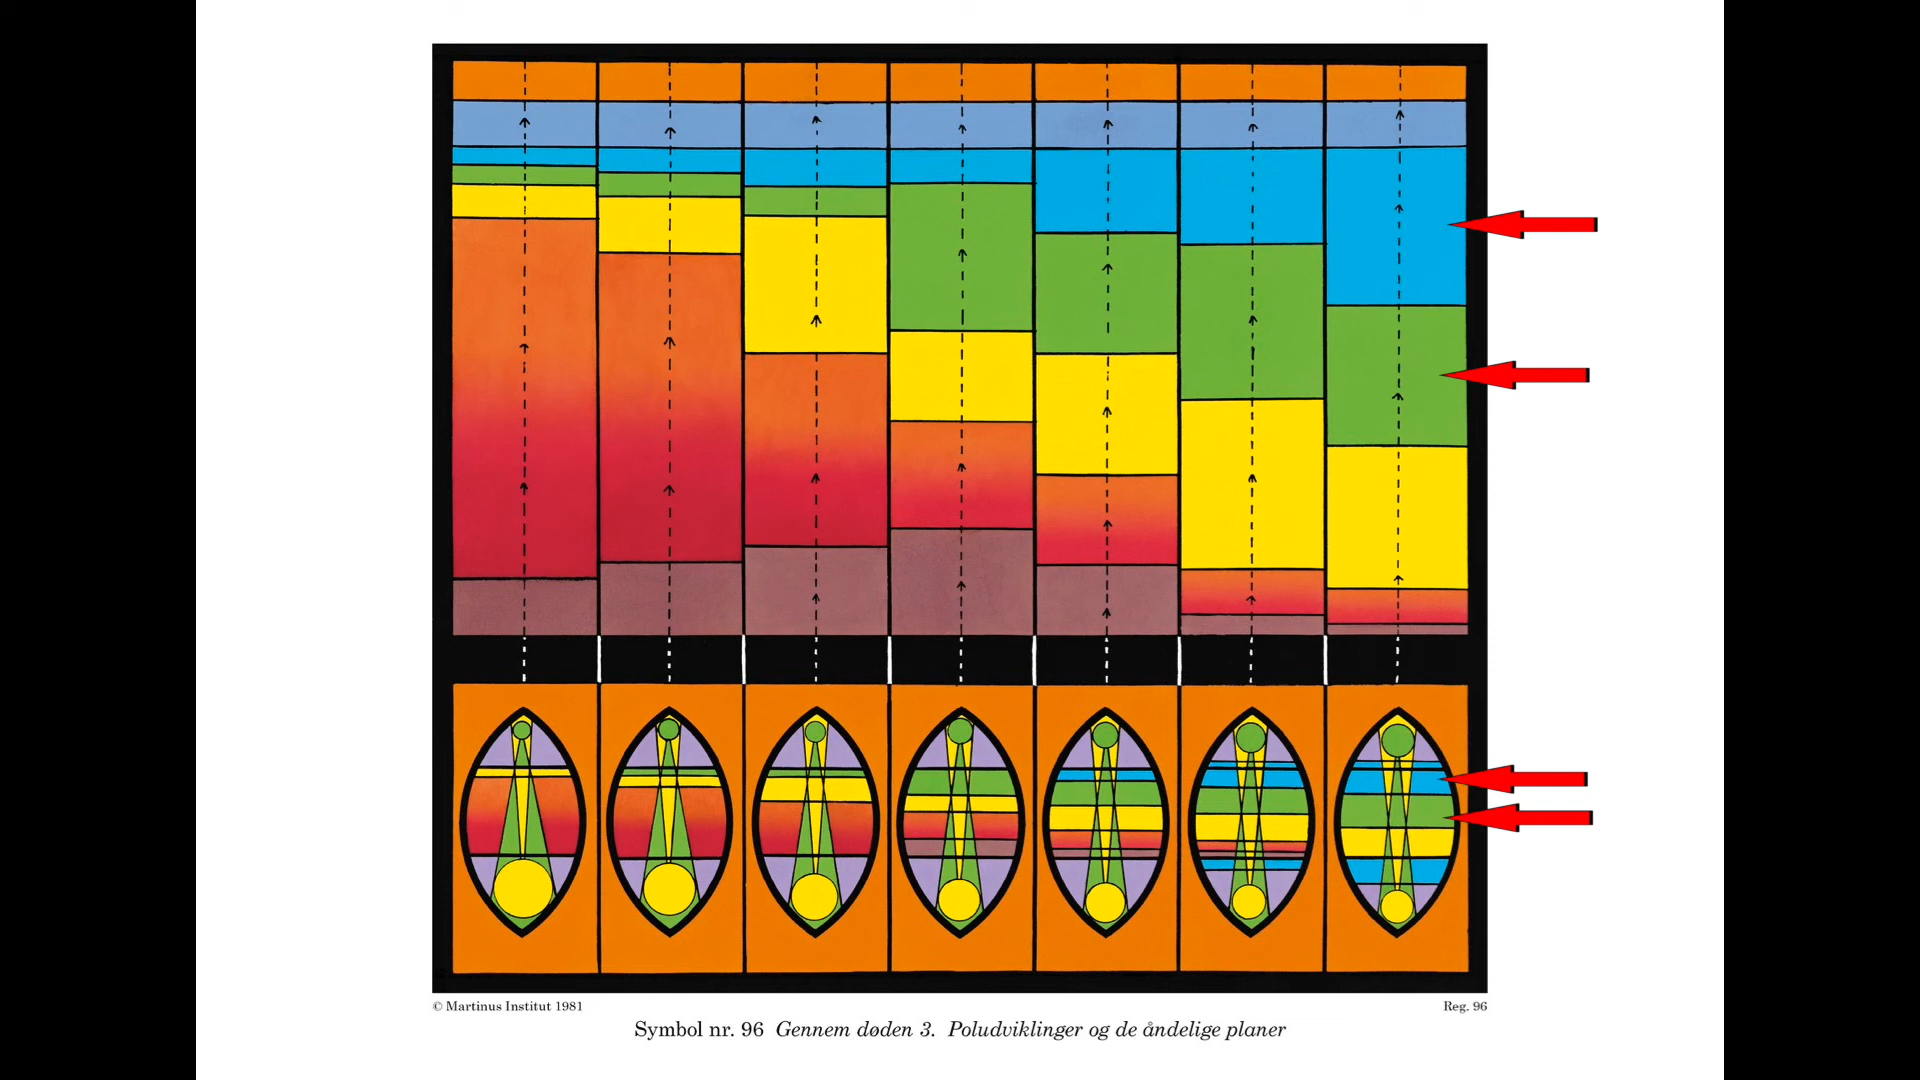 © Martinus Institut 1981
Reg. 96
Symbol nr. 96 Gennem døden 3. Poludviklinger og de åndelige planer